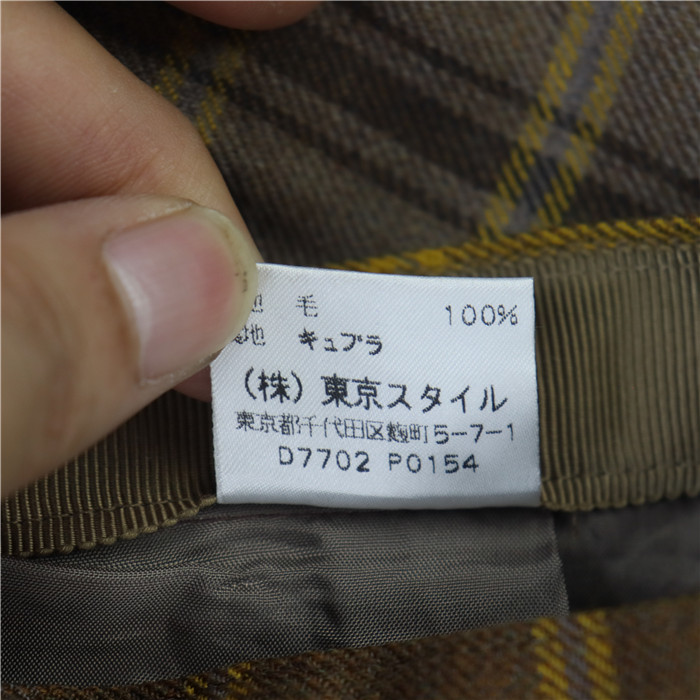 地 毛 100%
地 キュプラ
(株)東京スタイル
東京都千代田区麹町5-7-1
D7702 P0154